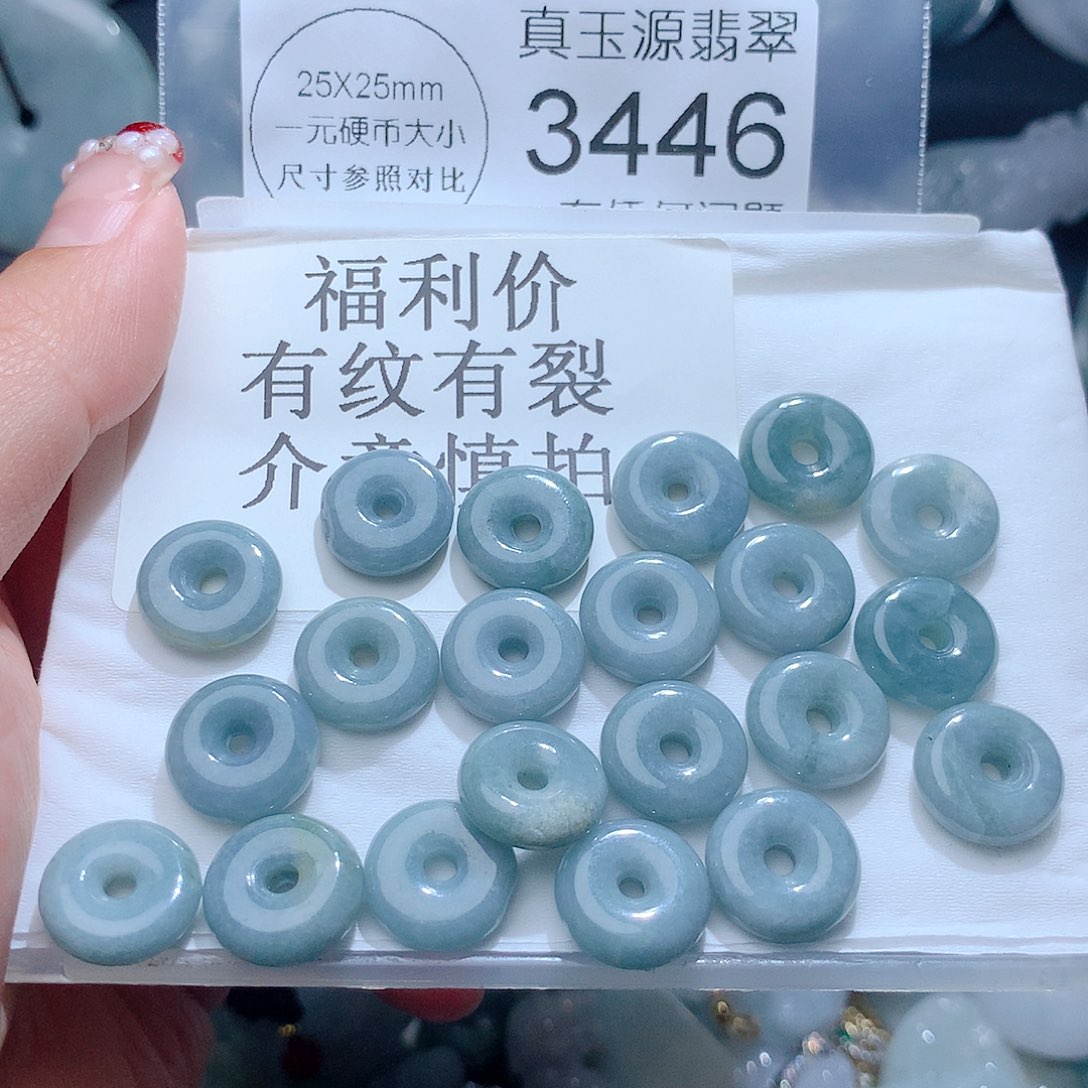 真玉源翡翠
25X25mm
一元硬币大小
尺寸参照对比
3446
福利价
有纹有裂
介意慎拍